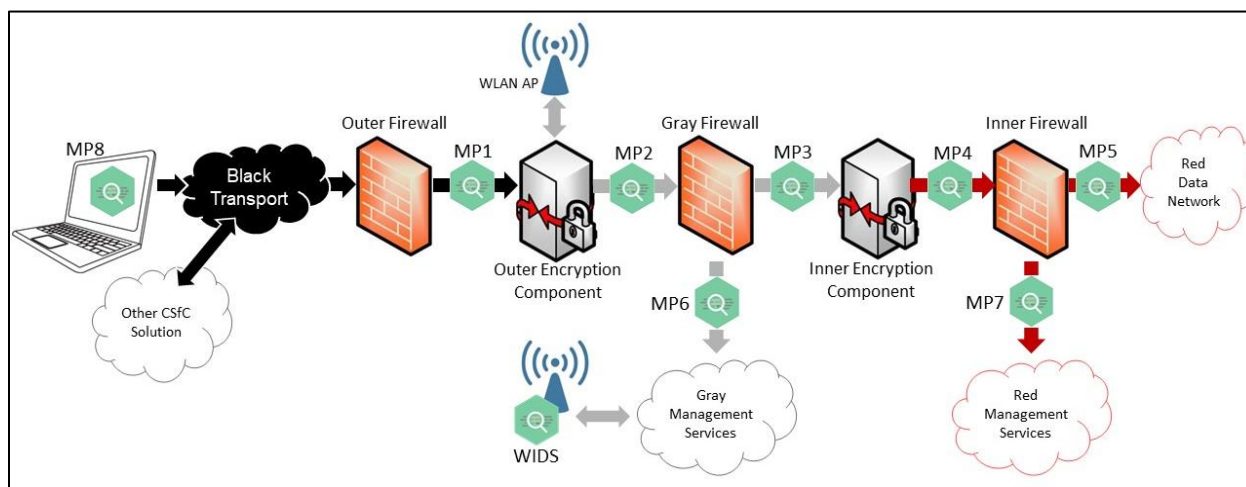 WLAN AP
Outer Firewall
Gray Firewall
Inner Firewall
MP8
MP1
MP2
MP3
MP4
MP5
Black
Transport
Red
Data
Network
Outer Encryption
Component
Inner Encryption
Component
Other CSfC
Solution
MP6
MP7
WIDS
Gray
Management
Services
Red
Management
Services